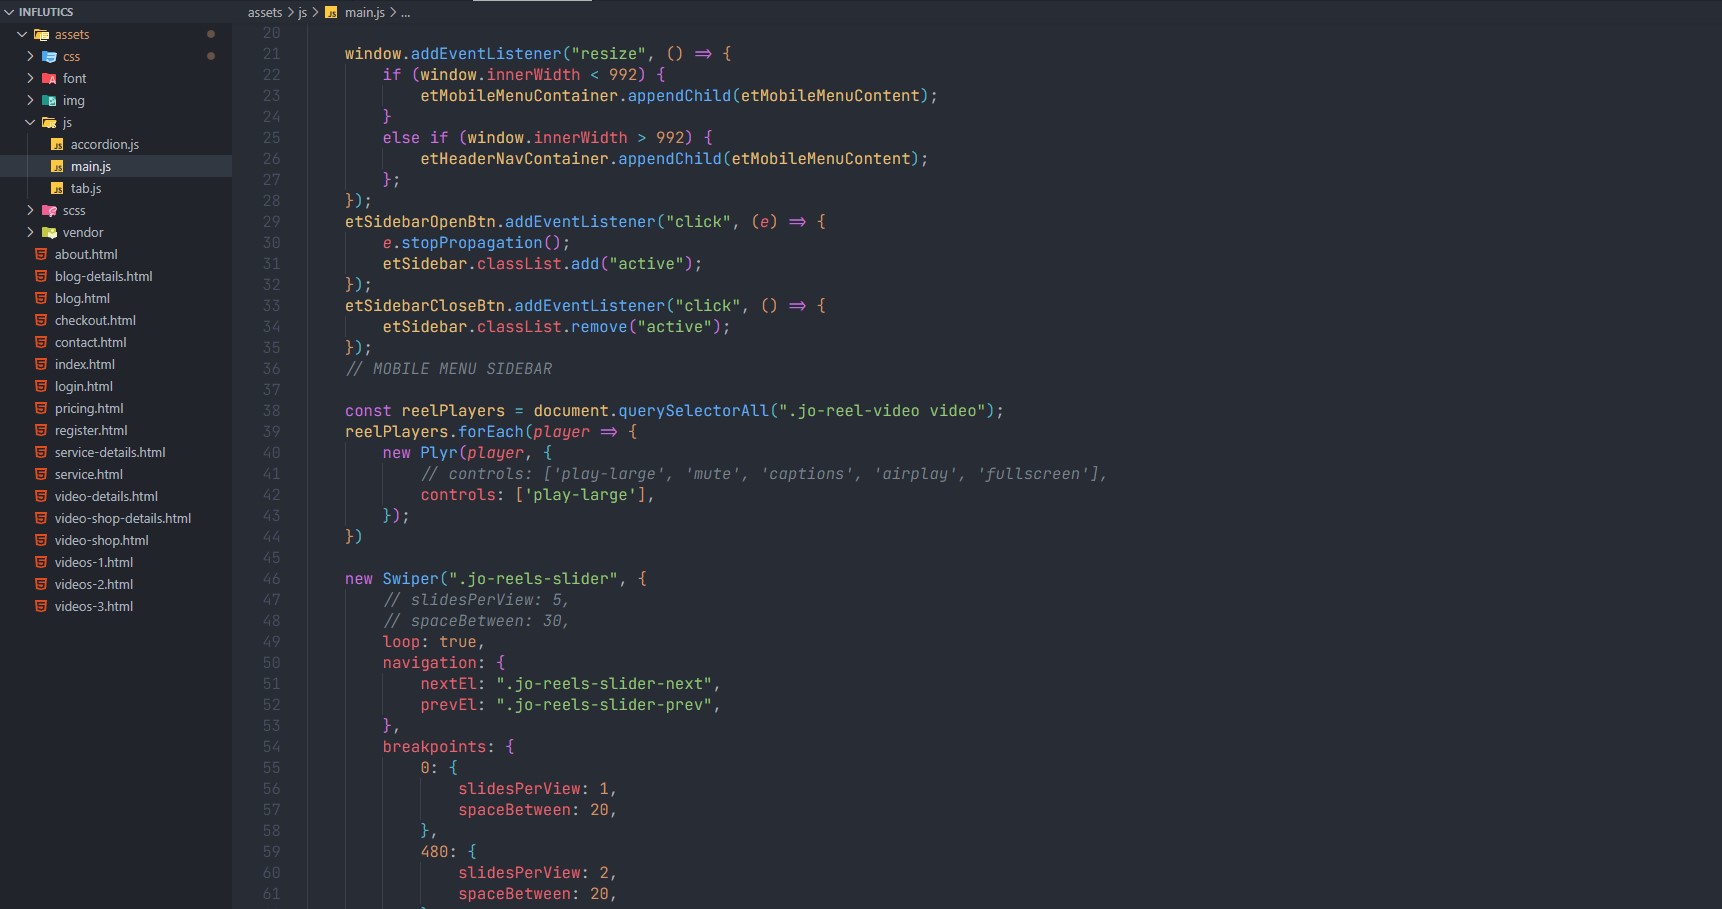 INFLUTICS
assets
css
font
img
js
accordion.js
main.js
tab.js
scss
vendor
about.html
blog-details.html
blog.html
checkout.html
contact.html
index.html
login.html
pricing.html
register.html
service-details.html
service.html
video-details.html
video-shop-details.html
video-shop.html
videos-1.html
videos-2.html
videos-3.html
assets > js > JS main.js > ...
20
21 window.addEventListener("resize", () => {
22 if (window.innerWidth < 992) {
23 etMobileMenuContainer.appendChild(etMobileMenuContent);
24 }
25 else if (window.innerWidth > 992) {
26 etHeaderNavContainer.appendChild(etMobileMenuContent);
27 };
28 });
29 etSidebarOpenBtn.addEventListener("click", (e) => {
30 e.stopPropagation();
31 etSidebar.classList.add("active");
32 });
33 etSidebarCloseBtn.addEventListener("click", () => {
34 etSidebar.classList.remove("active");
35 });
36 // MOBILE MENU SIDEBAR
37
38 const reelPlayers = document.querySelectorAll(".jo-reel-video video");
39 reelPlayers.forEach(player => {
40 new Plyr(player, {
41 // controls: ['play-large', 'mute', 'captions', 'airplay', 'fullscreen'],
42 controls: ['play-large'],
43 });
44 })
45
46 new Swiper(".jo-reels-slider", {
47 // slidesPerView: 5,
48 // spaceBetween: 30,
49 loop: true,
50 navigation: {
51 nextEl: ".jo-reels-slider-next",
52 prevEl: ".jo-reels-slider-prev",
53 },
54 breakpoints: {
55 0: {
56 slidesPerView: 1,
57 spaceBetween: 20,
58 },
59 480: {
60 slidesPerView: 2,
61 spaceBetween: 20,